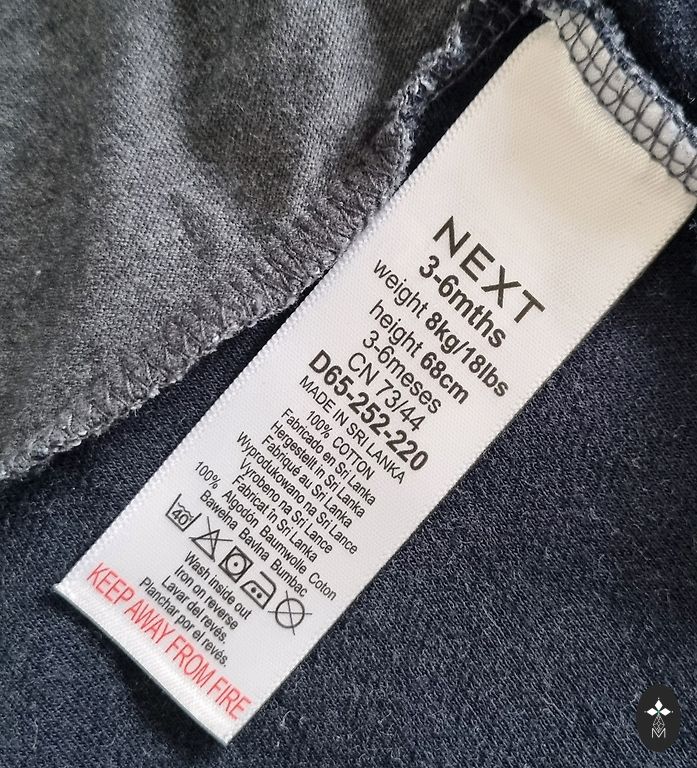 NEXT
3-6mths
weight 8kg/18lbs
height 68cm
3-6meses
CN 73/44
D65-252-220
MADE IN SRI LANKA
100% COTTON
Fabricado en Sri Lanka
Hergestellt in Sri Lanka
Fabriqué au Sri Lanka
Wyprodukowano na Sri Lance
Vyrobeno na Srí Lance
Fabricat in Sri Lanka
100% Algodón Baumwolle Coton
Bawełna Bavlna Bumbac
40
Wash inside out
Iron on reverse
Lavar del revés.
Planchar por el revés.
KEEP AWAY FROM FIRE